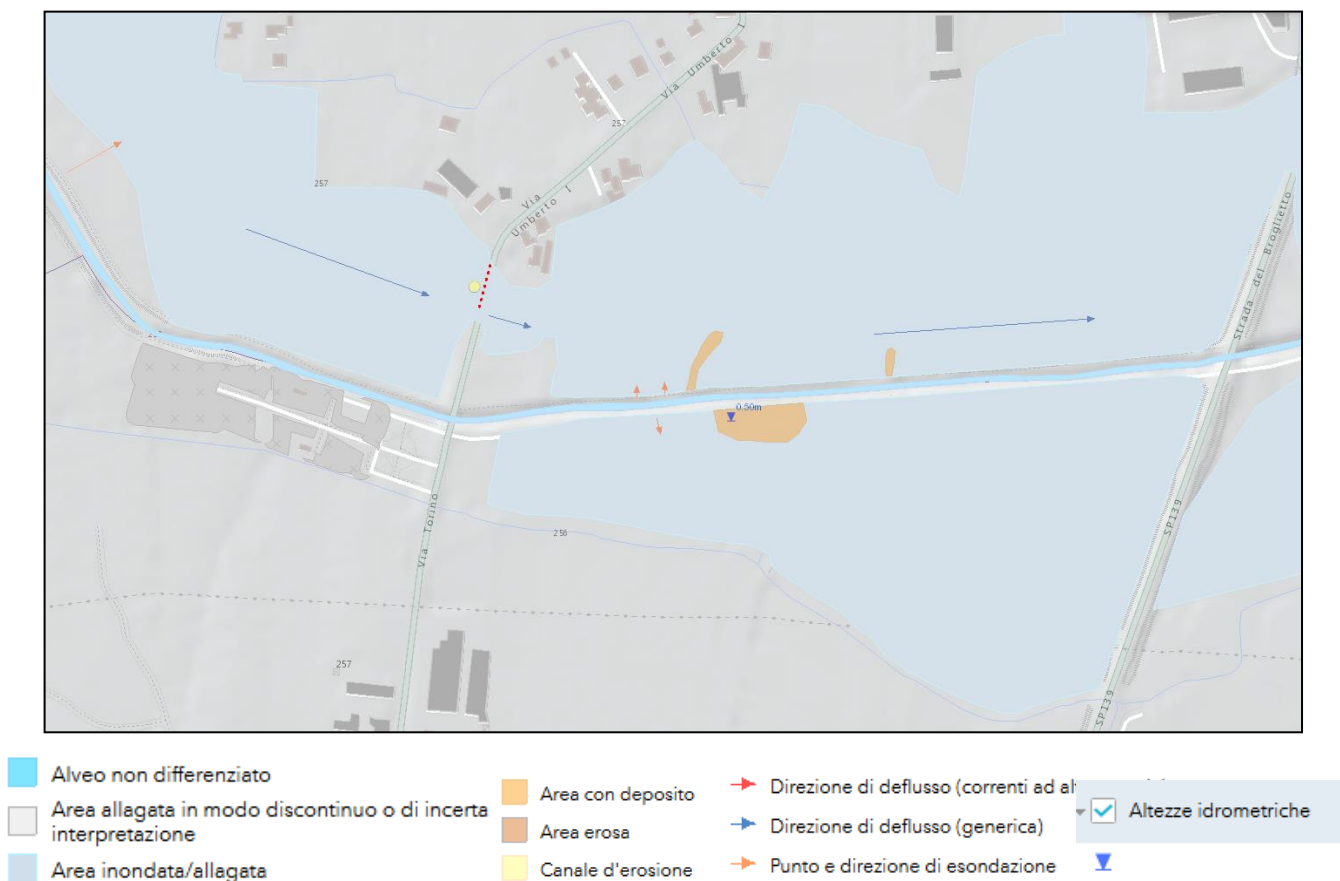 Via Umberto I
257
257
Via
Umberto I
Strada del Broglietto
0.50m
Via Torino
256
SP139
257
SP139
Alveo non differenziato
Area allagata in modo discontinuo o di incerta
interpretazione
Area inondata/allagata
Area con deposito
Area erosa
Canale d'erosione
Direzione di deflusso (correnti ad
Direzione di deflusso (generica)
Punto e direzione di esondazione
Altezze idrometriche